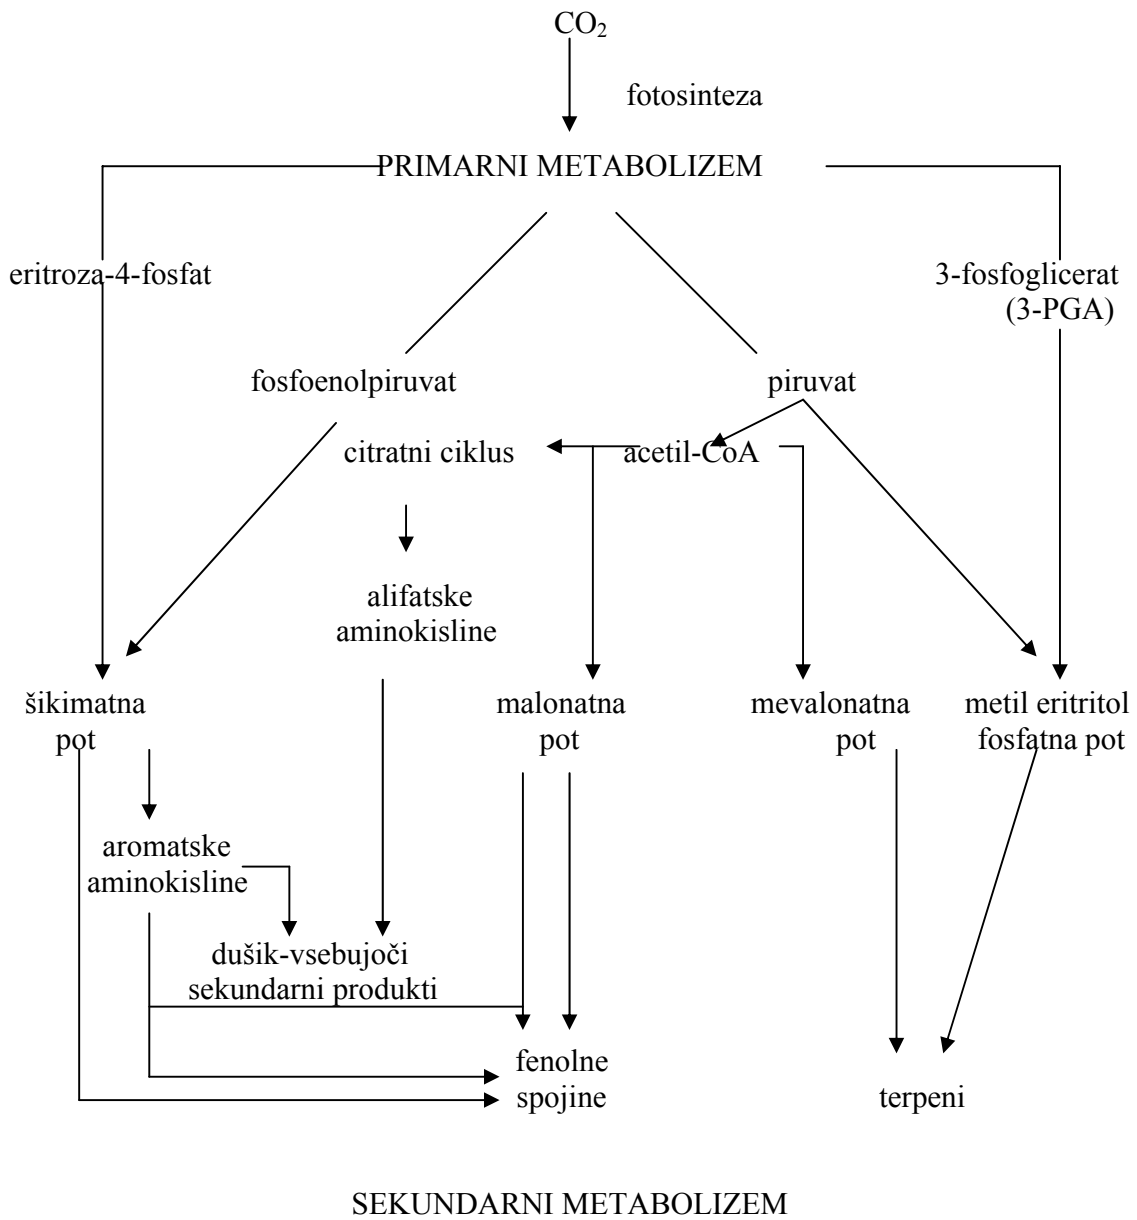 CO₂
fotosinteza
PRIMARNI METABOLIZEM
eritroza-4-fosfat
3-fosfoglicerat
(3-PGA)
fosfoenolpiruvat
piruvat
citratni ciklus
acetil-CoA
alifatske
aminokisline
šikimatna
pot
malonatna
pot
mevalonatna
pot
metil eritritol
fosfatna pot
aromatske
aminokisline
dušik-vsebujoči
sekundarni produkti
fenolne
spojine
terpeni
SEKUNDARNI METABOLIZEM